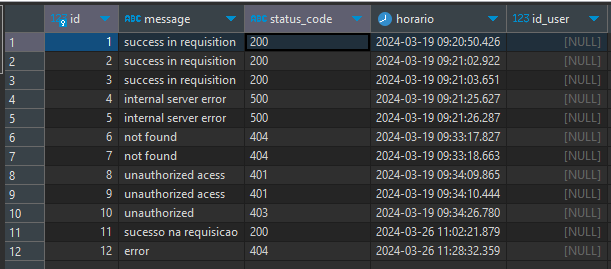 123 id ABC message ABC status_code horario 123 id_user
1 1 success in requisition 200 2024-03-19 09:20:50.426 [NULL]
2 2 success in requisition 200 2024-03-19 09:21:02.922 [NULL]
3 3 success in requisition 200 2024-03-19 09:21:03.651 [NULL]
4 4 internal server error 500 2024-03-19 09:21:25.627 [NULL]
5 5 internal server error 500 2024-03-19 09:21:26.287 [NULL]
6 6 not found 404 2024-03-19 09:33:17.827 [NULL]
7 7 not found 404 2024-03-19 09:33:18.663 [NULL]
8 8 unauthorized acess 401 2024-03-19 09:34:09.865 [NULL]
9 9 unauthorized acess 401 2024-03-19 09:34:10.444 [NULL]
10 10 unauthorized 403 2024-03-19 09:34:26.780 [NULL]
11 11 sucesso na requisicao 200 2024-03-26 11:02:21.879 [NULL]
12 12 error 404 2024-03-26 11:28:32.359 [NULL]